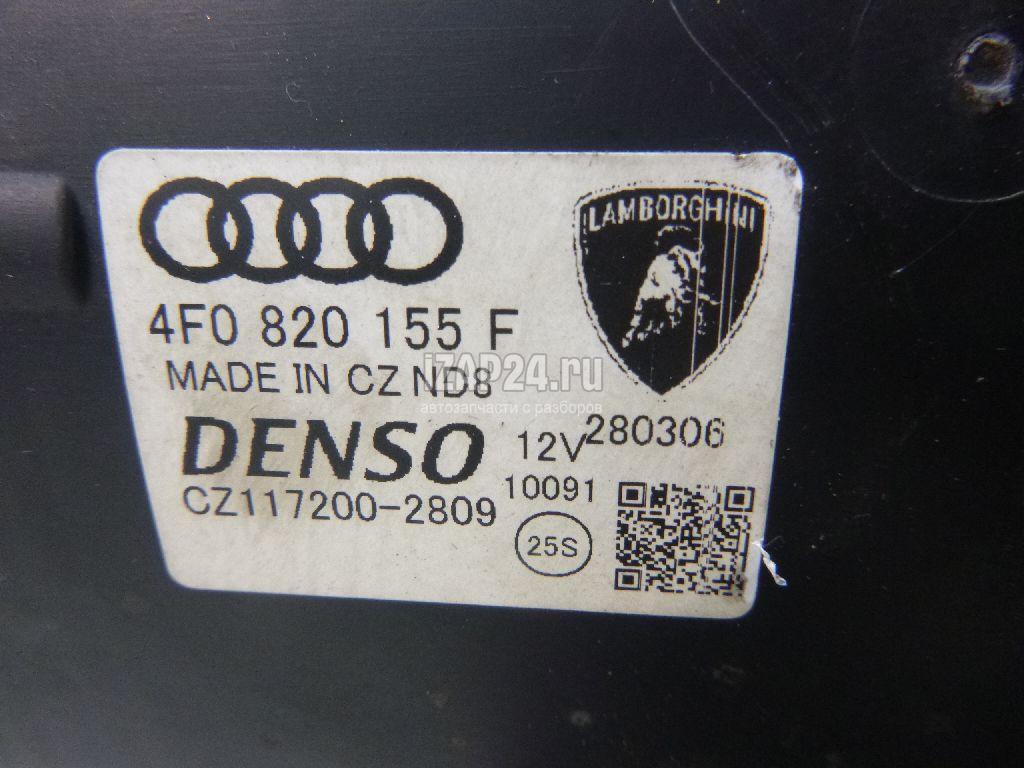 LAMBORGHINI
4F0 820 155 F
MADE IN CZ ND8
iZAP24.ru
автозапчасти с разборов
DENSO
12V 280306
CZ117200-2809
10091
25S